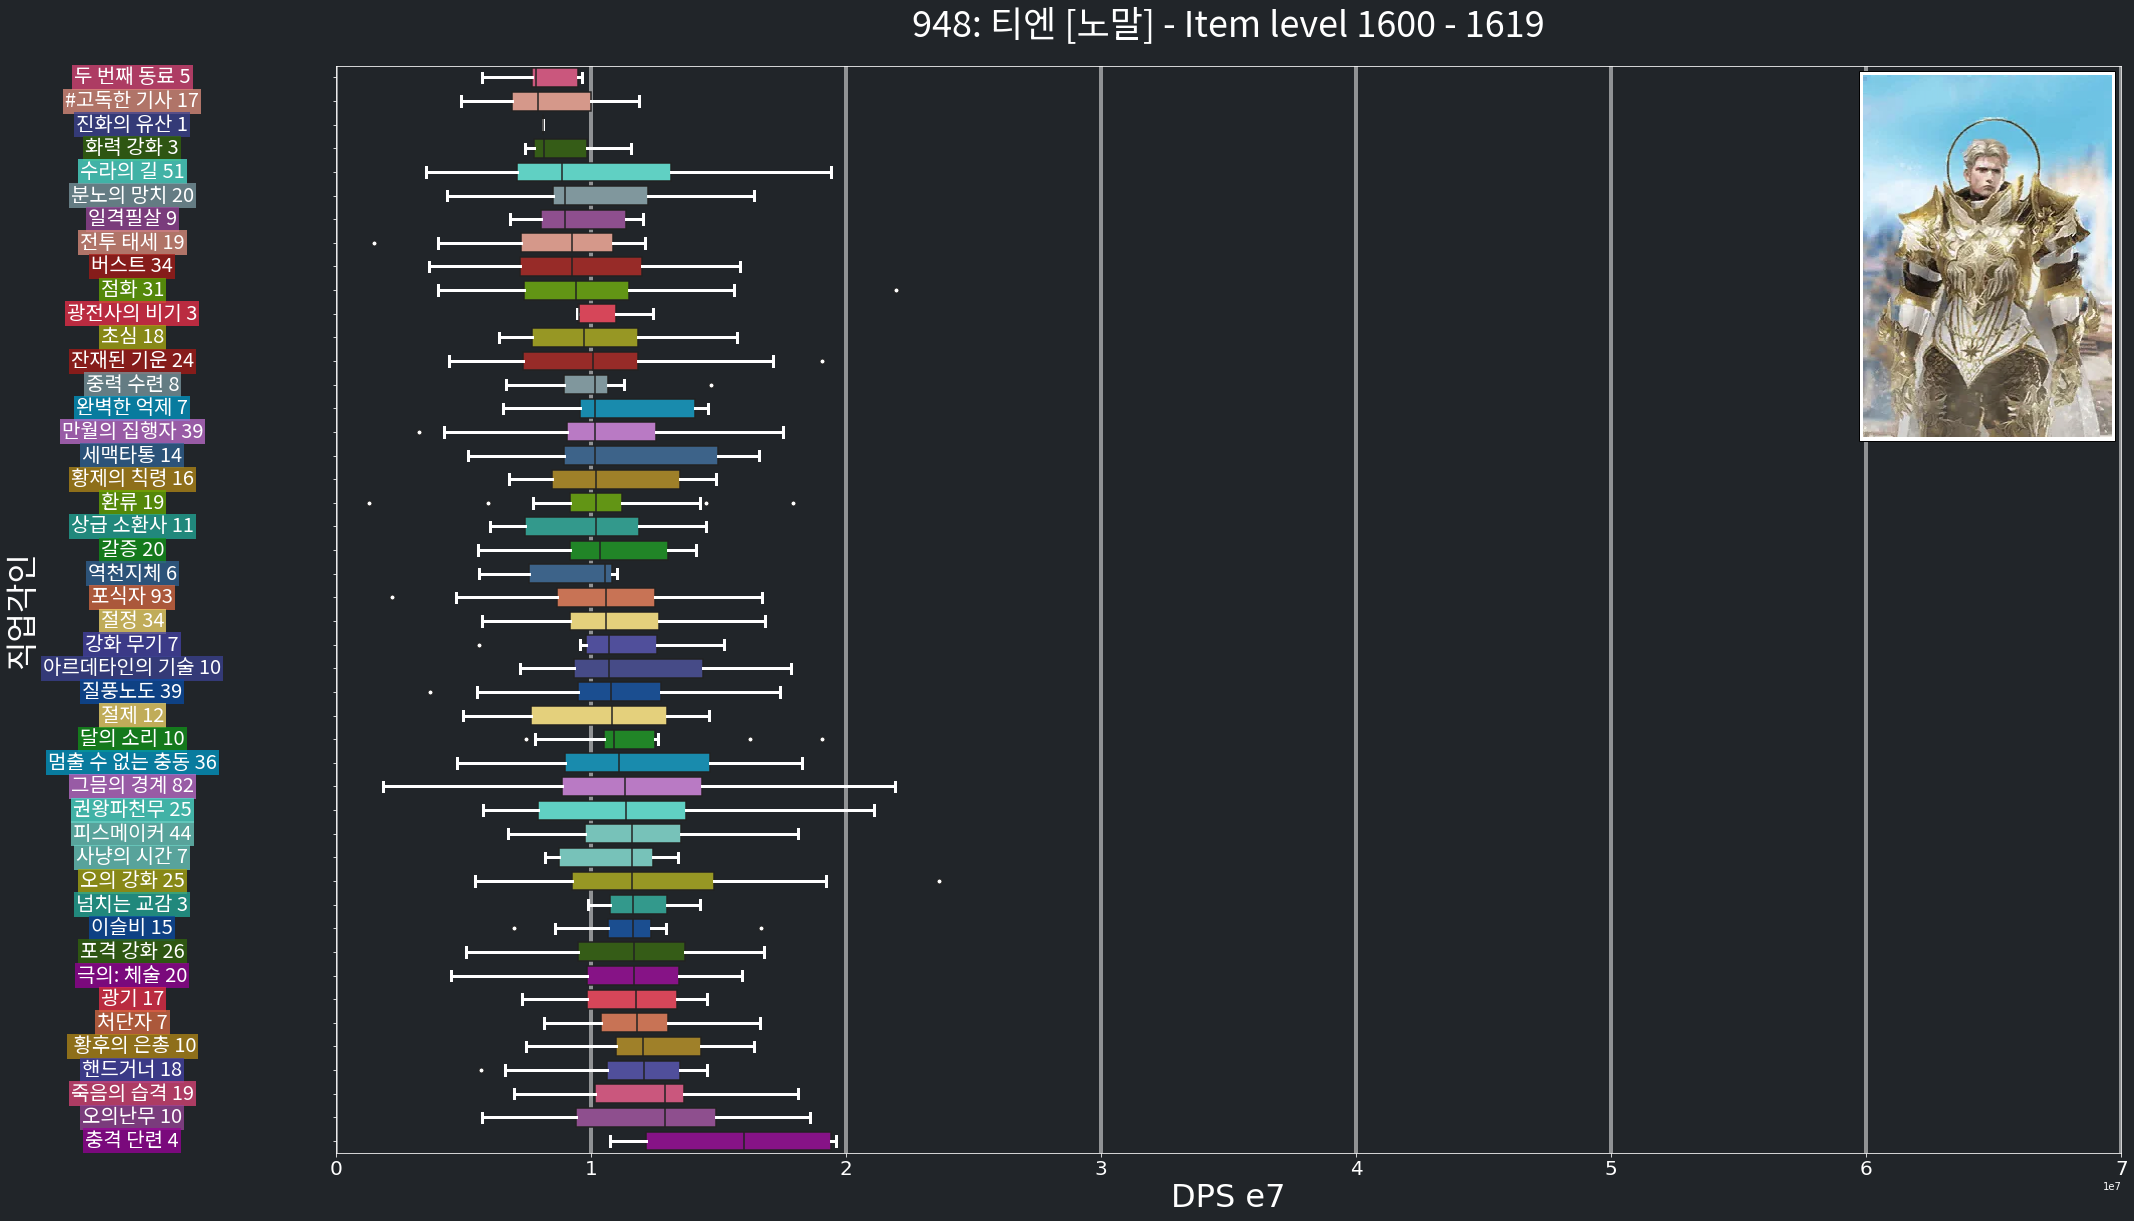 948: 티엔 [노말] - Item level 1600 - 1619
두 번째 동료 5
#고독한 기사 17
진화의 유산 1
화력 강화 3
수라의 길 51
분노의 망치 20
일격필살 9
전투 태세 19
버스트 34
점화 31
광전사의 비기 3
초심 18
잔재된 기운 24
중력 수련 8
완벽한 억제 7
만월의 집행자 39
세맥타통 14
황제의 칙령 16
환류 19
상급 소환사 11
갈증 20
역천지체 6
포식자 93
절정 34
강화 무기 7
아르데타인의 기술 10
질풍노도 39
절제 12
달의 소리 10
멈출 수 없는 충동 36
그믐의 경계 82
권왕파천무 25
피스메이커 44
사냥의 시간 7
오의 강화 25
넘치는 교감 3
이슬비 15
포격 강화 26
극의: 체술 20
광기 17
처단자 7
황후의 은총 10
핸드거너 18
죽음의 습격 19
오의난무 10
충격 단련 4
직업각인
0 1 2 3 4 5 6 7
1e7
DPS e7